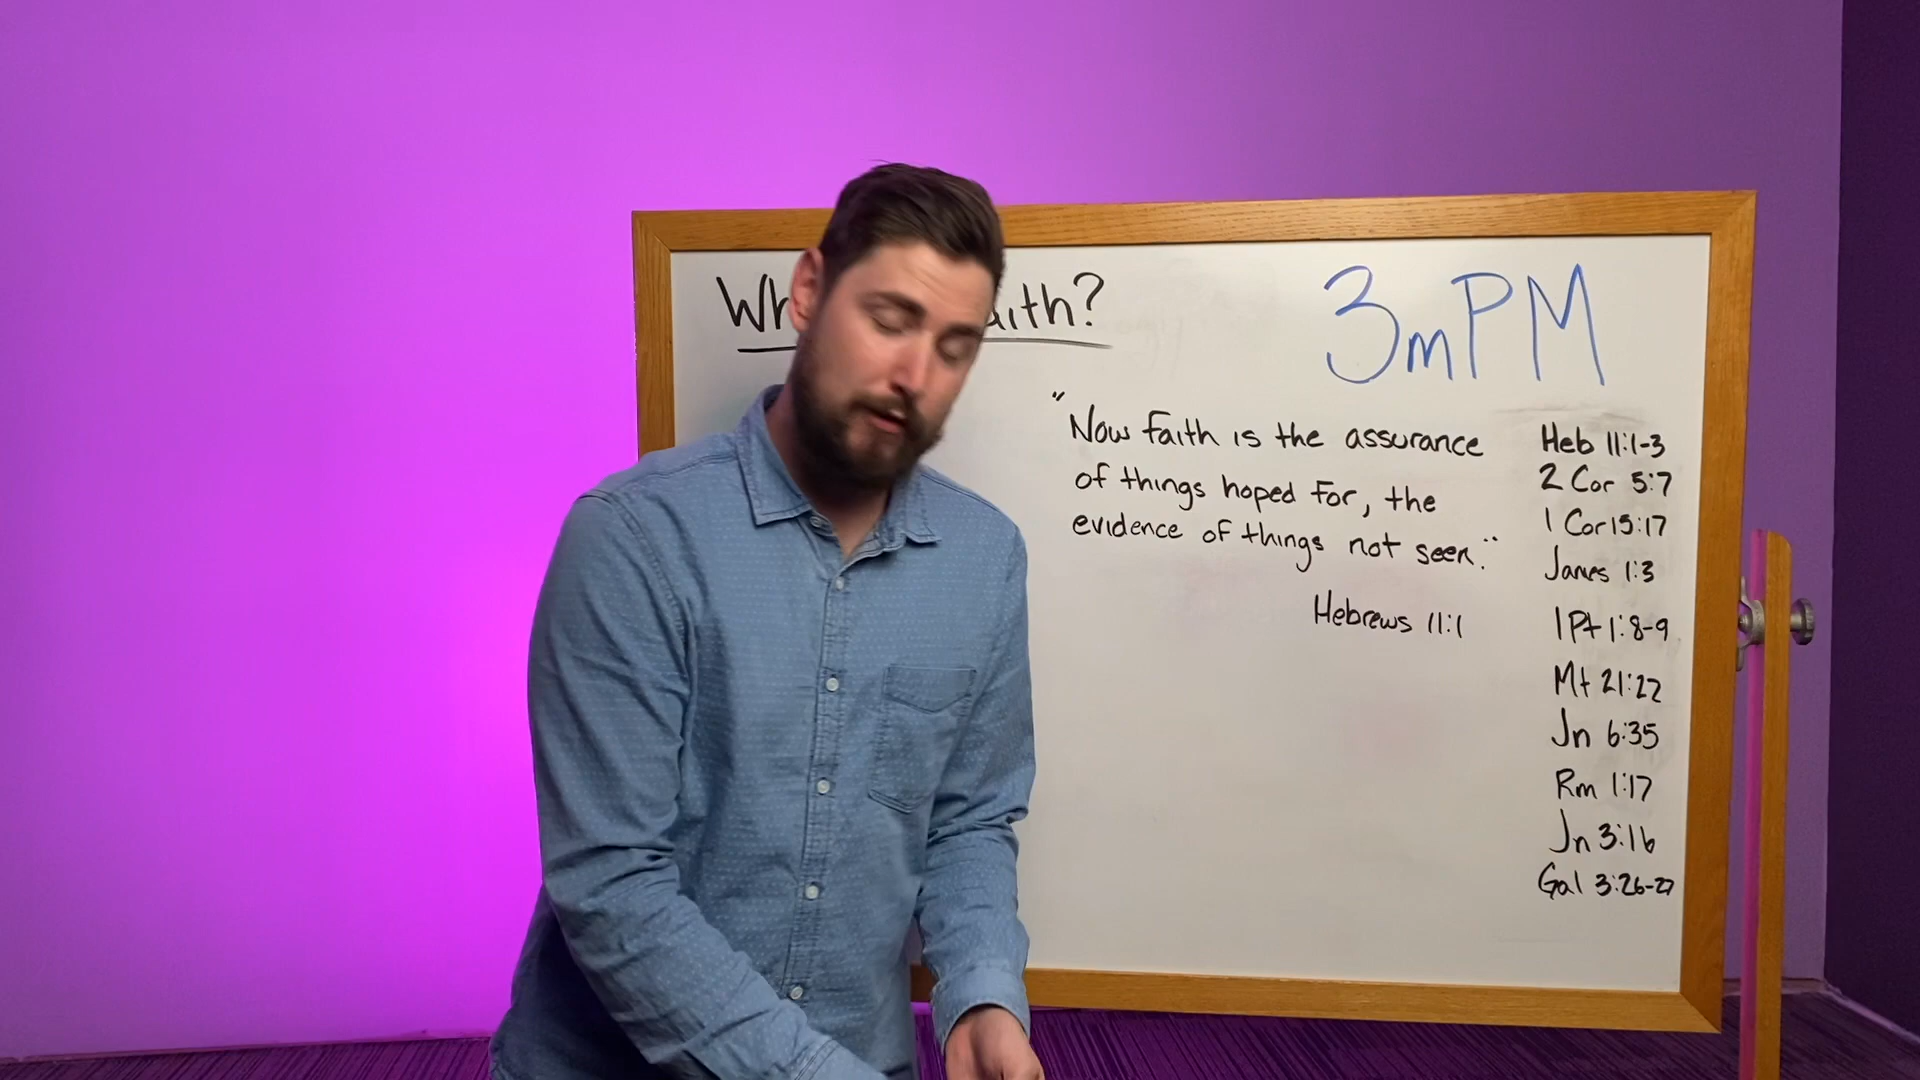 Wh aith?
3mPM
"Now Faith is the assurance
of things hoped For, the
evidence of things not seen."
Hebrews 11:1
Heb 11:1-3
2 Cor 5:7
1 Cor 15:17
James 1:3
1 Pt 1:8-9
Mt 21:22
Jn 6:35
Rm 1:17
Jn 3:16
Gal 3:26-27